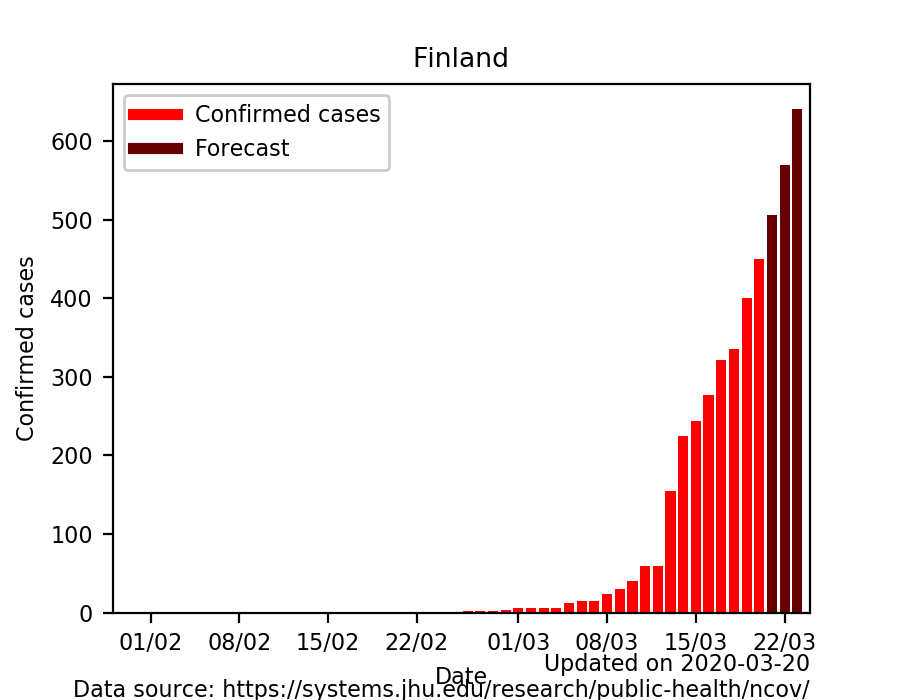 Finland
Confirmed cases
Forecast
Confirmed cases
600
500
400
300
200
100
0
01/02 08/02 15/02 22/02 01/03 08/03 15/03 22/03
Updated on 2020-03-20
Date
Data source: https://systems.jhu.edu/research/public-health/ncov/